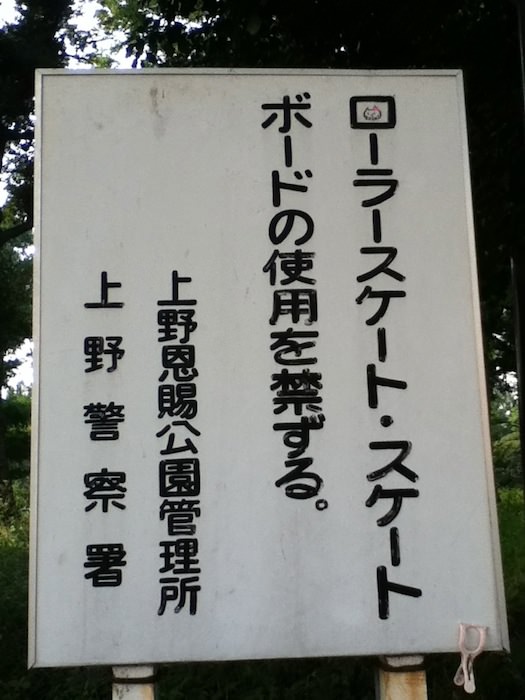 ローラースケート・スケート
ボードの使用を禁ずる。
上野恩賜公園管理所
上野警察署